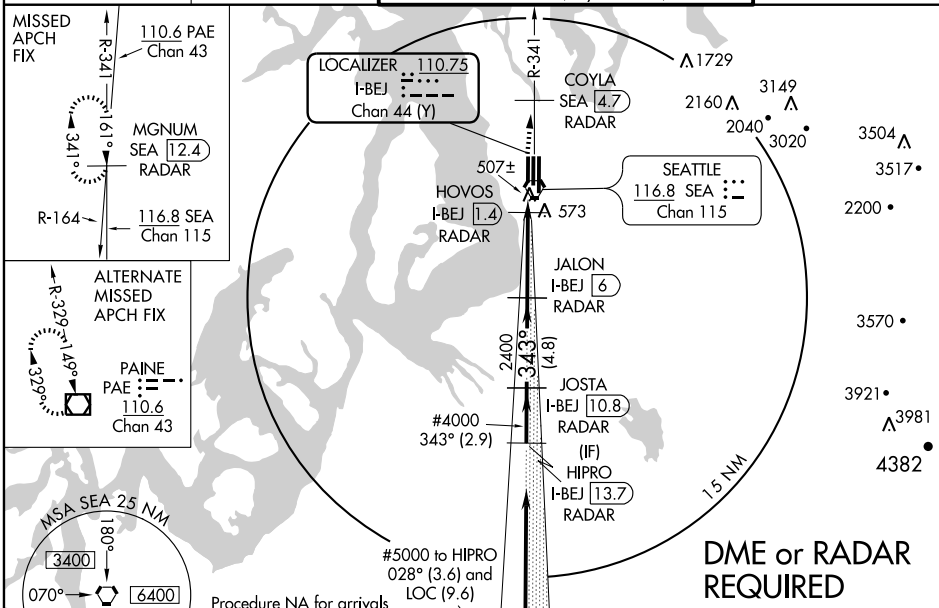 MISSED
APCH
FIX
110.6 PAE
Chan 43
R-341
161°
341°
MGNUM
SEA 12.4
RADAR
R-164
116.8 SEA
Chan 115
ALTERNATE
MISSED
APCH FIX
R-329
149°
329°
PAINE
PAE
110.6
Chan 43
MSA SEA 25 NM
180°
3400
070°
6400
Procedure NA for arrivals
LOCALIZER 110.75
I-BEJ
Chan 44 (Y)
R-341
COYLA
SEA 4.7
RADAR
1729
2160
3149
2040
3020
3504
3517
2200
507±
HOVOS
I-BEJ 1.4
RADAR
573
SEATTLE
116.8 SEA
Chan 115
JALON
I-BEJ 6
RADAR
2400
343°
(4.8)
3570
JOSTA
I-BEJ 10.8
RADAR
#4000
343° (2.9)
(IF)
HIPRO
I-BEJ 13.7
RADAR
3921
3981
4382
15 NM
#5000 to HIPRO
028° (3.6) and
LOC (9.6)
DME or RADAR
REQUIRED